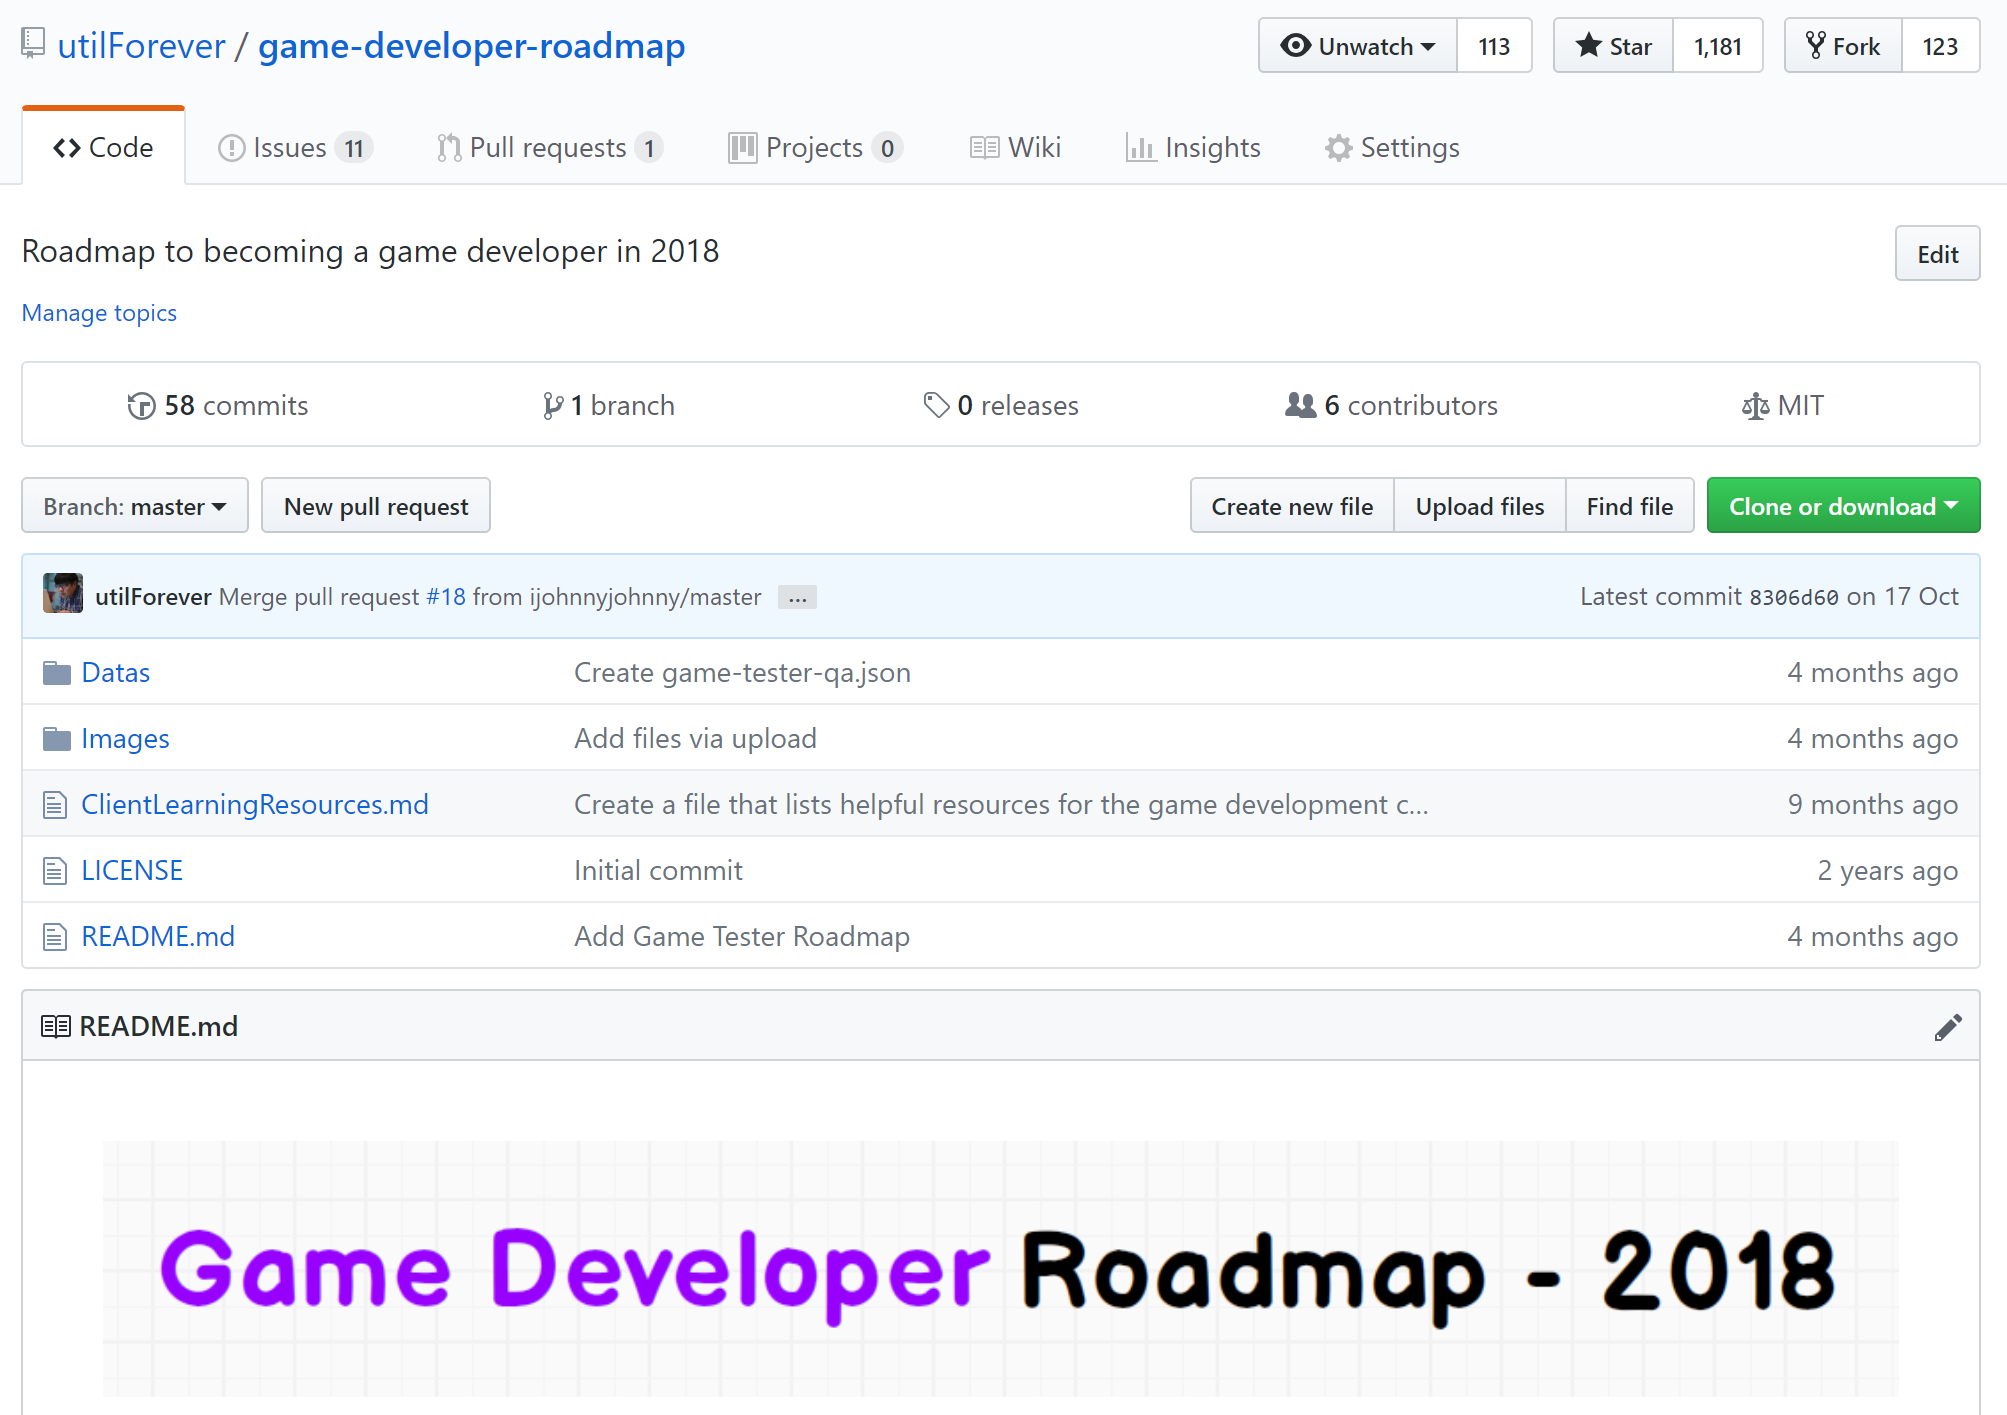 utilForever / game-developer-roadmap
Unwatch 113 Star 1,181 Fork 123
Code Issues 11 Pull requests 1 Projects 0 Wiki Insights Settings
Roadmap to becoming a game developer in 2018 Edit
Manage topics
58 commits 1 branch 0 releases 6 contributors MIT
Branch: master New pull request Create new file Upload files Find file Clone or download
utilForever Merge pull request #18 from ijohnnyjohnny/master ... Latest commit 8306d60 on 17 Oct
Datas Create game-tester-qa.json 4 months ago
Images Add files via upload 4 months ago
ClientLearningResources.md Create a file that lists helpful resources for the game development c... 9 months ago
LICENSE Initial commit 2 years ago
README.md Add Game Tester Roadmap 4 months ago
README.md
Game Developer Roadmap - 2018